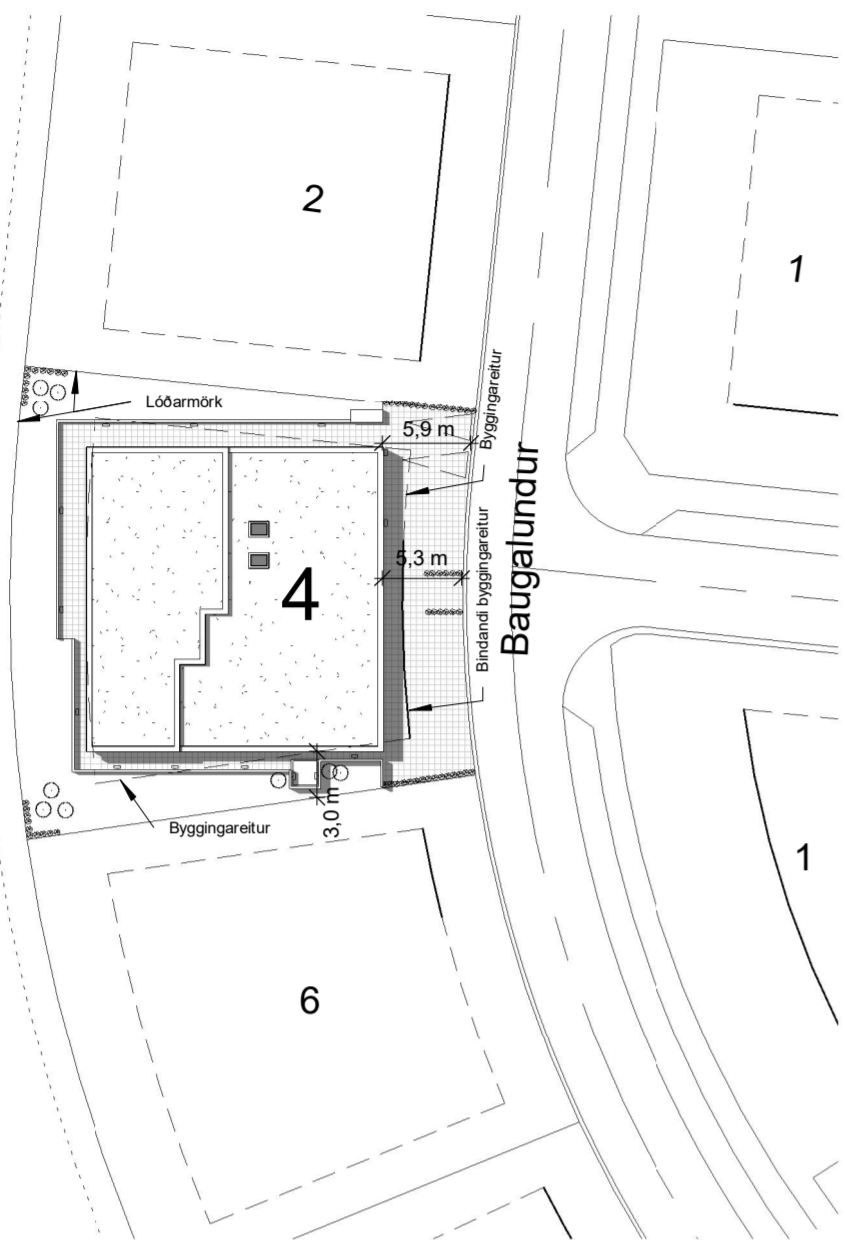 2
1
Lóðarmörk
5,9 m
Byggingareitur
Baugalundur
5,3 m
Bindandi byggingareitur
4
3,0 m
Byggingareitur
1
6